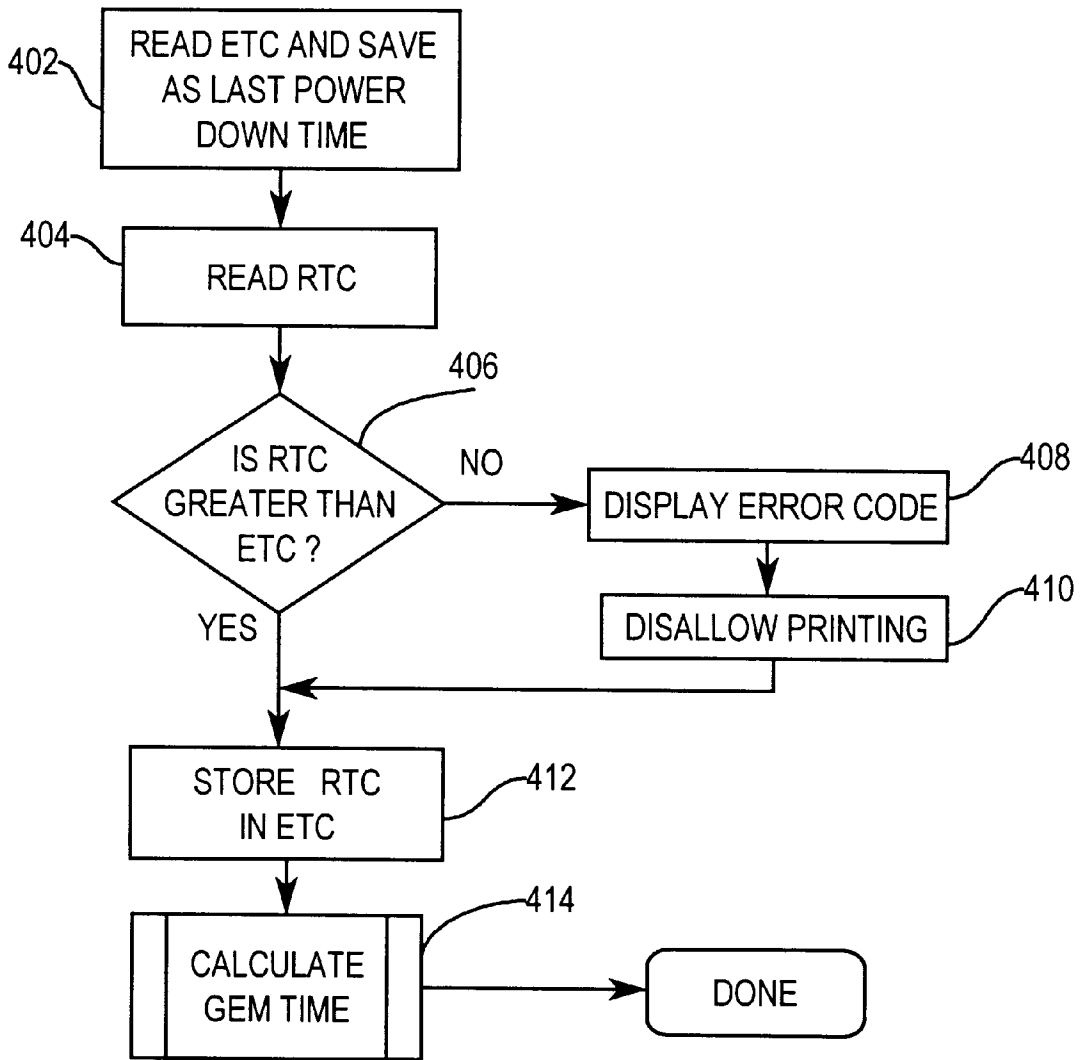 402
READ ETC AND SAVE
AS LAST POWER
DOWN TIME
404
READ RTC
406
IS RTC
GREATER THAN
ETC ?
NO
YES
408
DISPLAY ERROR CODE
410
DISALLOW PRINTING
STORE RTC
IN ETC
412
414
CALCULATE
GEM TIME
DONE